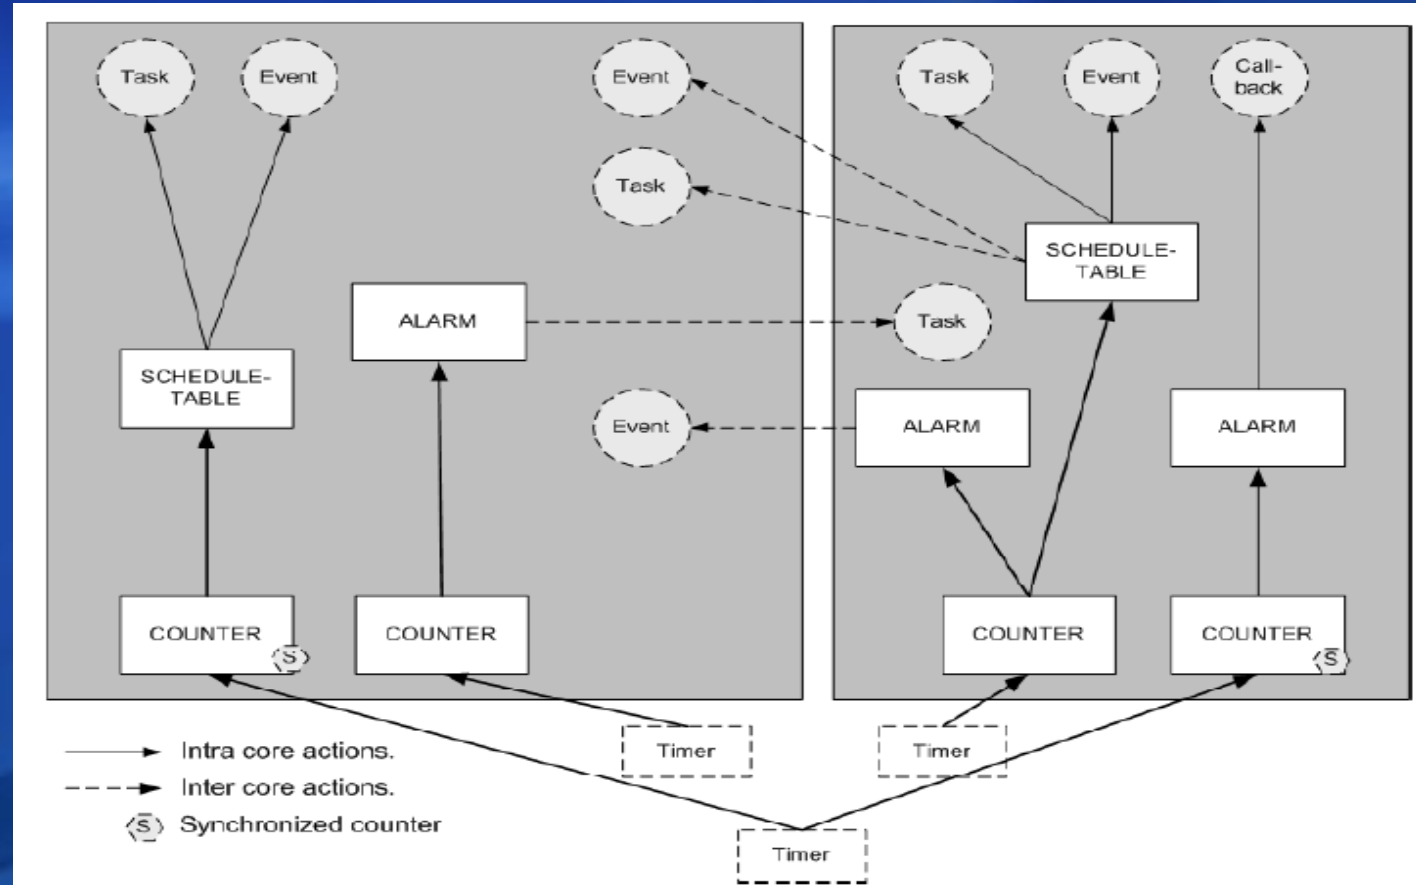 Task
Event
Event
Task
Event
Call-
back
Task
SCHEDULE-
TABLE
ALARM
Task
SCHEDULE-
TABLE
Event
ALARM
ALARM
COUNTER
S
COUNTER
COUNTER
COUNTER
S
Timer
Timer
Timer
Intra core actions.
Inter core actions.
S Synchronized counter